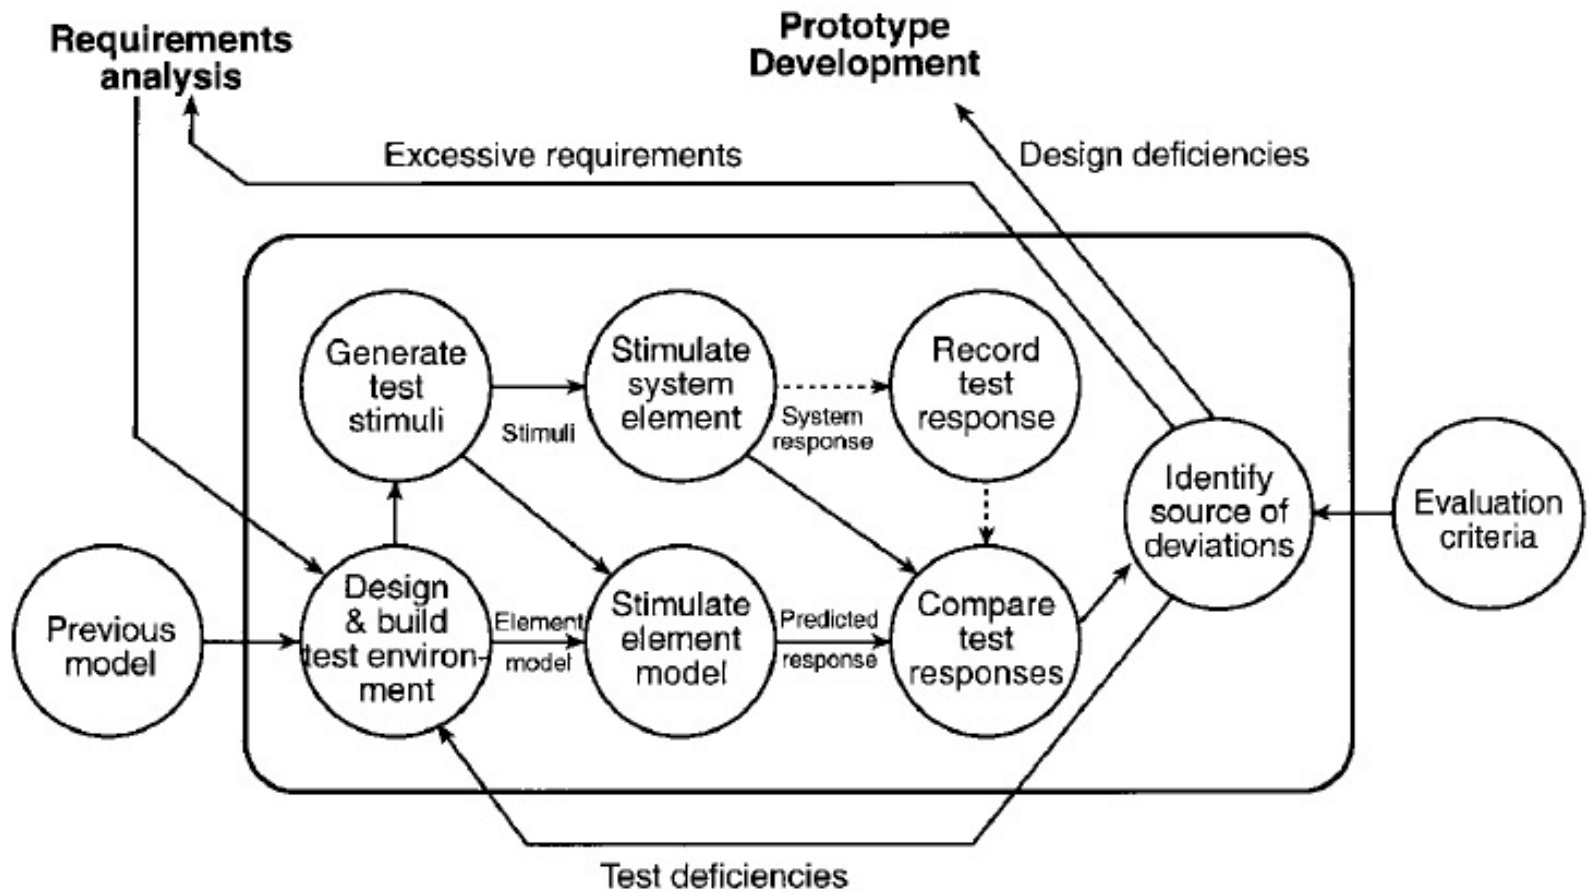 Requirements
analysis
Prototype
Development
Excessive requirements
Design deficiencies
Generate
test
stimuli
Stimuli
Stimulate
system
element
System
response
Record
test
response
Identify
source of
deviations
Evaluation
criteria
Previous
model
Design
& build
test environ-
ment
Element
model
Stimulate
element
model
Predicted
response
Compare
test
responses
Test deficiencies